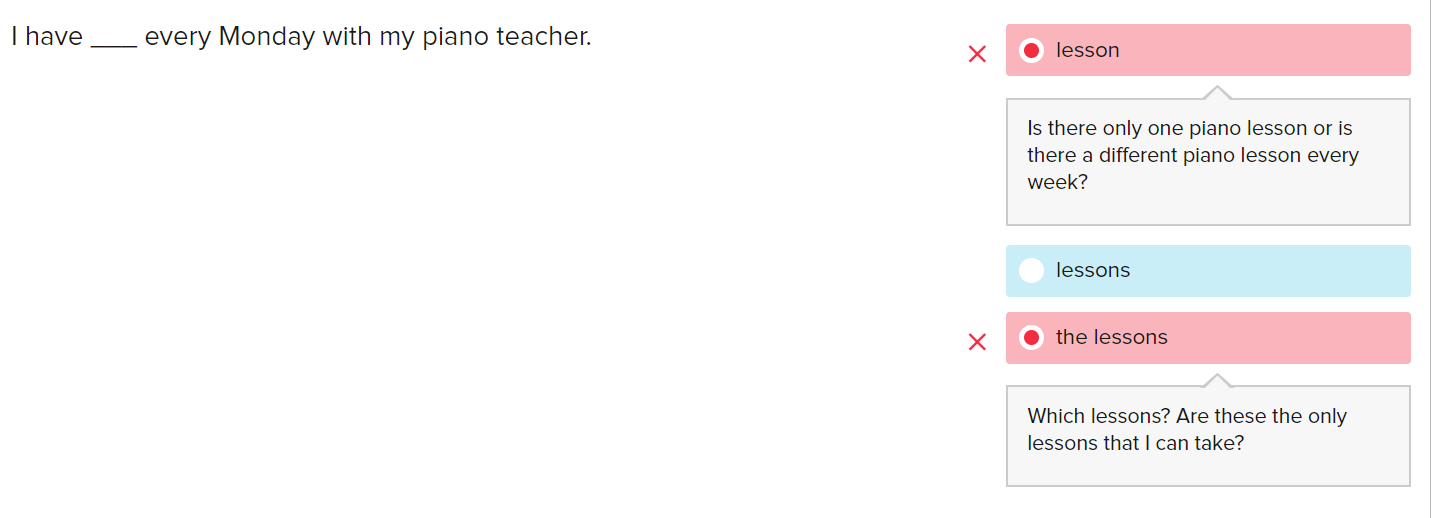 I have ___ every Monday with my piano teacher.
lesson
Is there only one piano lesson or is
there a different piano lesson every
week?
lessons
the lessons
Which lessons? Are these the only
lessons that I can take?